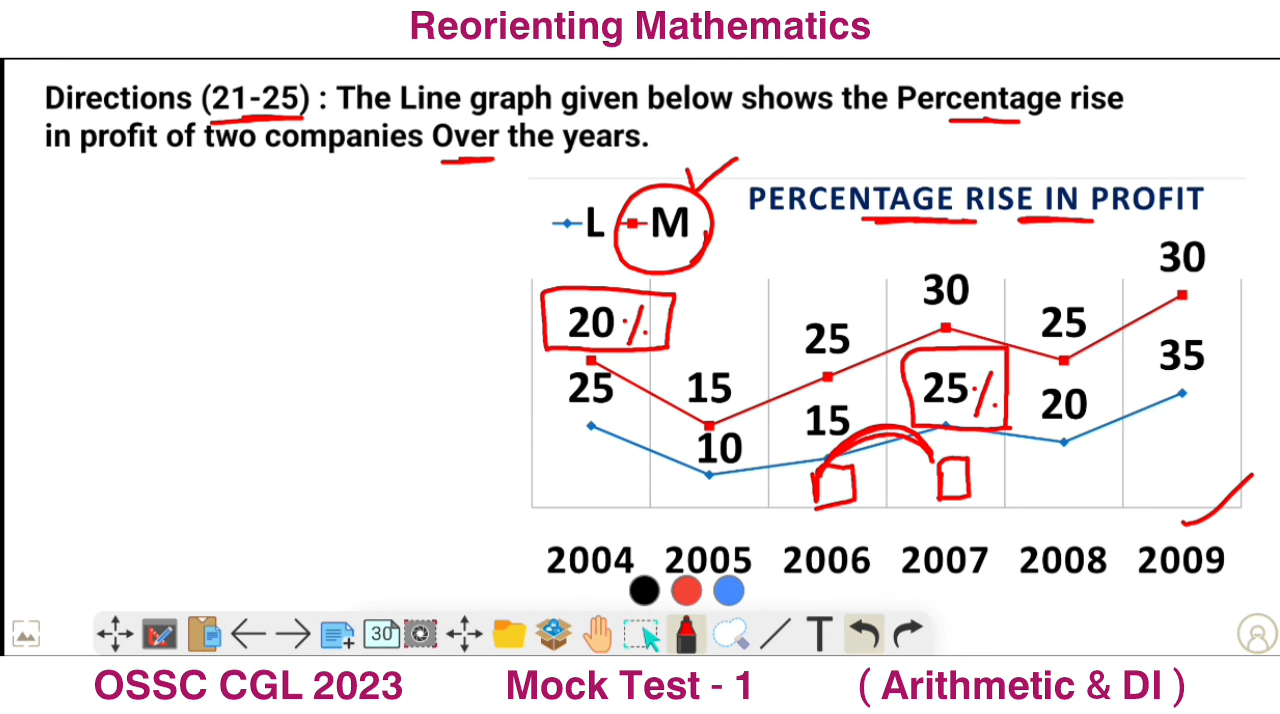 Reorienting Mathematics
Directions (21-25) : The Line graph given below shows the Percentage rise
in profit of two companies Over the years.
L M PERCENTAGE RISE IN PROFIT
30
30
20%
25
25
35
25
15
25%
20
15
10
2004 2005 2006 2007 2008 2009
30
T
OSSC CGL 2023 Mock Test - 1 ( Arithmetic & DI )